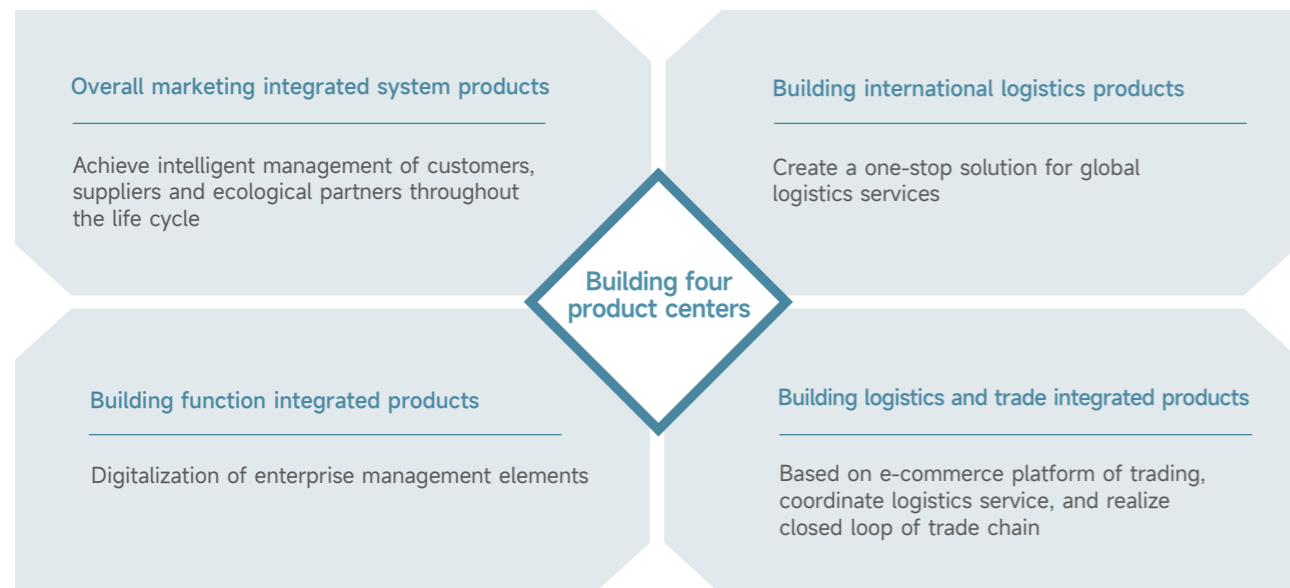 Overall marketing integrated system products
Achieve intelligent management of customers,
suppliers and ecological partners throughout
the life cycle
Building international logistics products
Create a one-stop solution for global
logistics services
Building four
product centers
Building function integrated products
Digitalization of enterprise management elements
Building logistics and trade integrated products
Based on e-commerce platform of trading,
coordinate logistics service, and realize
closed loop of trade chain